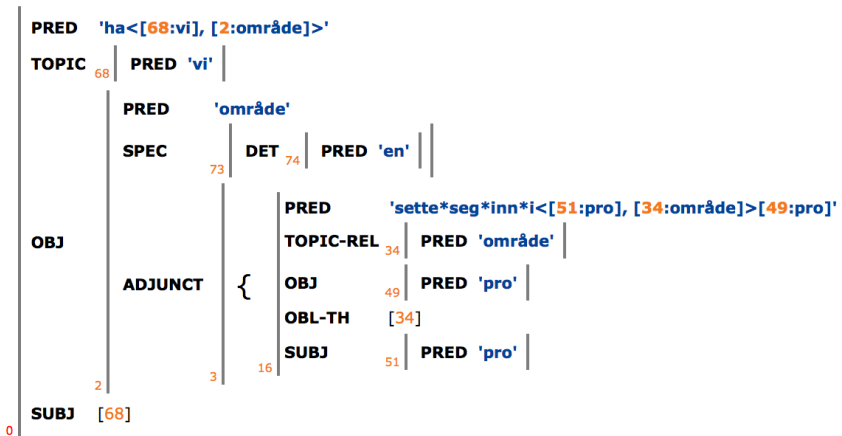 PRED 'ha<[68:vi], [2:område]>'
TOPIC 68 PRED 'vi'
PRED 'område'
SPEC 73 DET 74 PRED 'en'
PRED 'sette*seg*inn*i<[51:pro], [34:område]>[49:pro]'
TOPIC-REL 34 PRED 'område'
OBJ
ADJUNCT { OBJ 49 PRED 'pro'
OBL-TH [34]
16 SUBJ 51 PRED 'pro'
2 3
0 SUBJ [68]